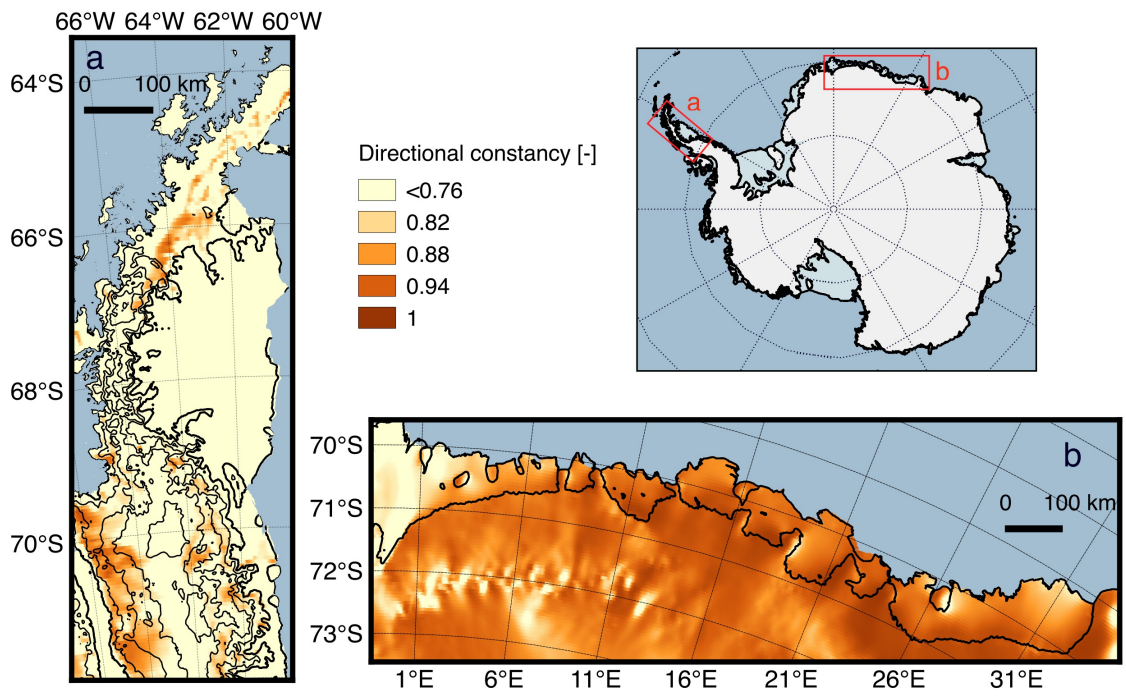 66°W 64°W 62°W 60°W
a
0 100 km
64°S
66°S
68°S
70°S
Directional constancy [-]
<0.76
0.82
0.88
0.94
1
a
b
b
0 100 km
70°S
71°S
72°S
73°S
1°E 6°E 11°E 16°E 21°E 26°E 31°E